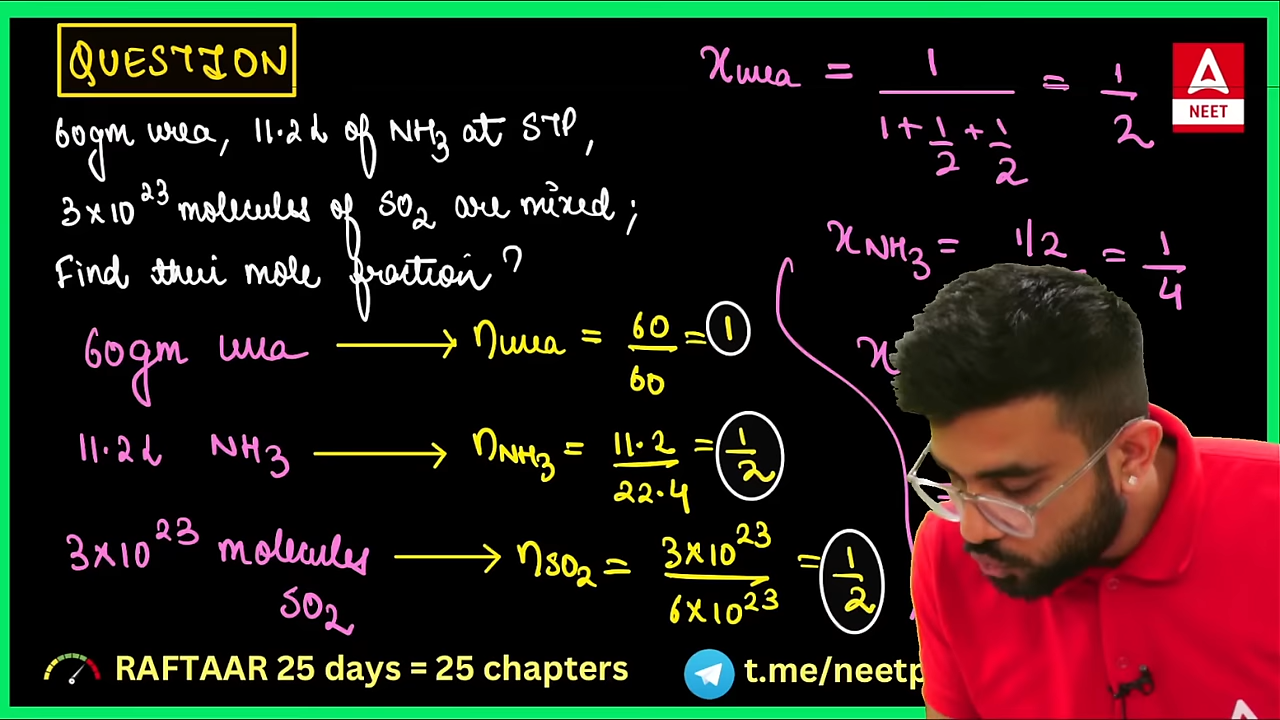 QUESTION
60gm urea, 11.2L of NH3 at STP,
3×10^23 molecules of SO2 are mixed;
Find their mole fraction?
60gm urea → nurea = 60/60 = 1
11.2L NH3 → nNH3 = 11.2/22.4 = 1/2
3×10^23 molecules SO2 → nSO2 = 3×10^23/6×10^23 = 1/2
xurea = 1/(1+1/2+1/2) = 1/2
xNH3 = 1/2 = 1/4
x
=
A
NEET
RAFTAAR 25 days = 25 chapters
t.me/neetp